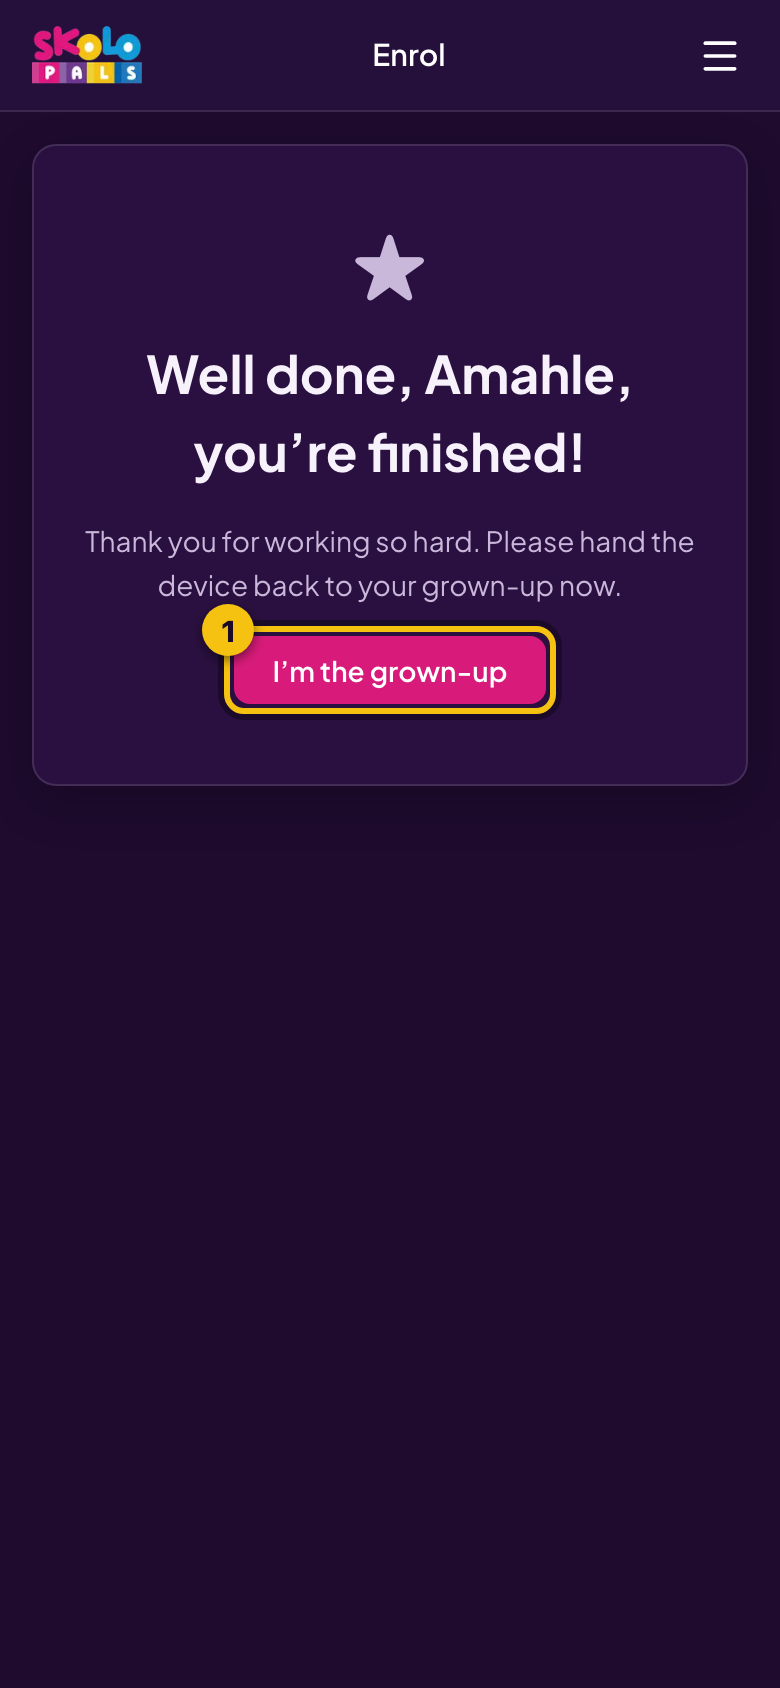 SKOLO
PALS
Enrol
Well done, Amahle,
you’re finished!
Thank you for working so hard. Please hand the
device back to your grown-up now.
1
I’m the grown-up